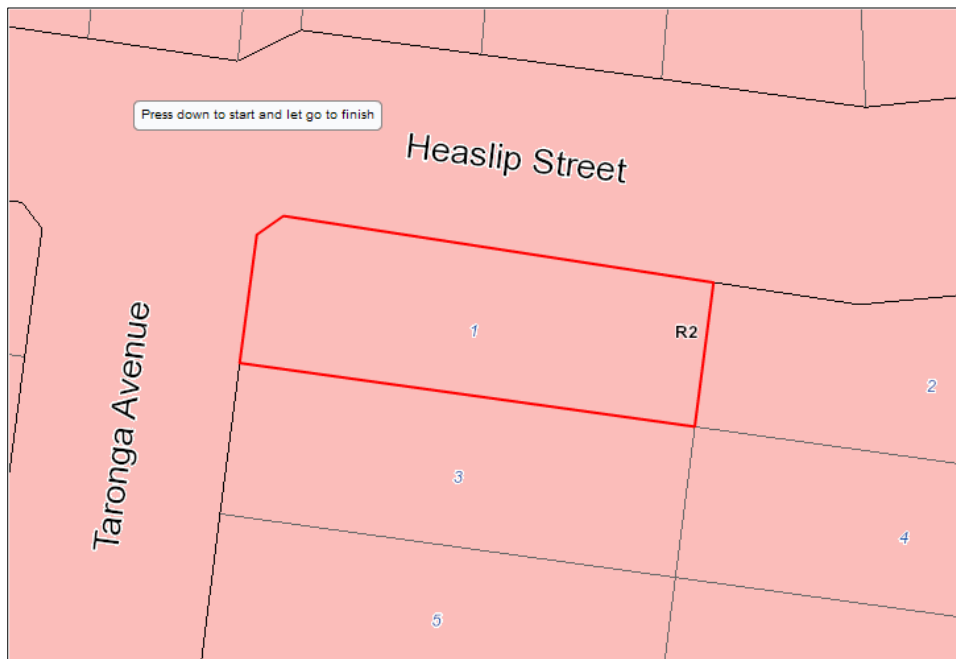 Press down to start and let go to finish
Heaslip Street
Taronga Avenue
1
R2
2
3
4
5